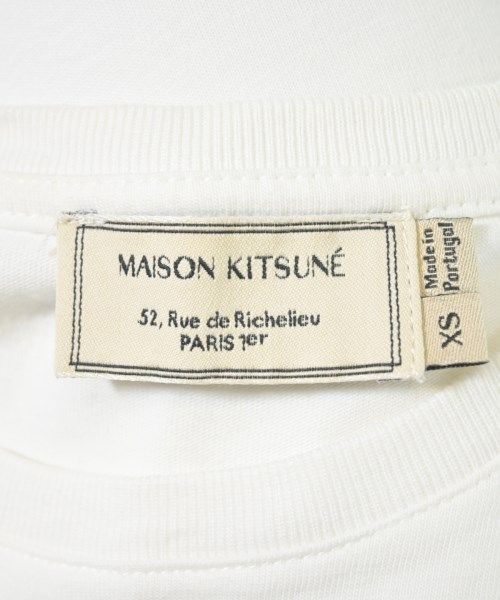 MAISON KITSUNÉ
52, Rue de Richelieu
PARIS 1er
Made in
Portugal
XS